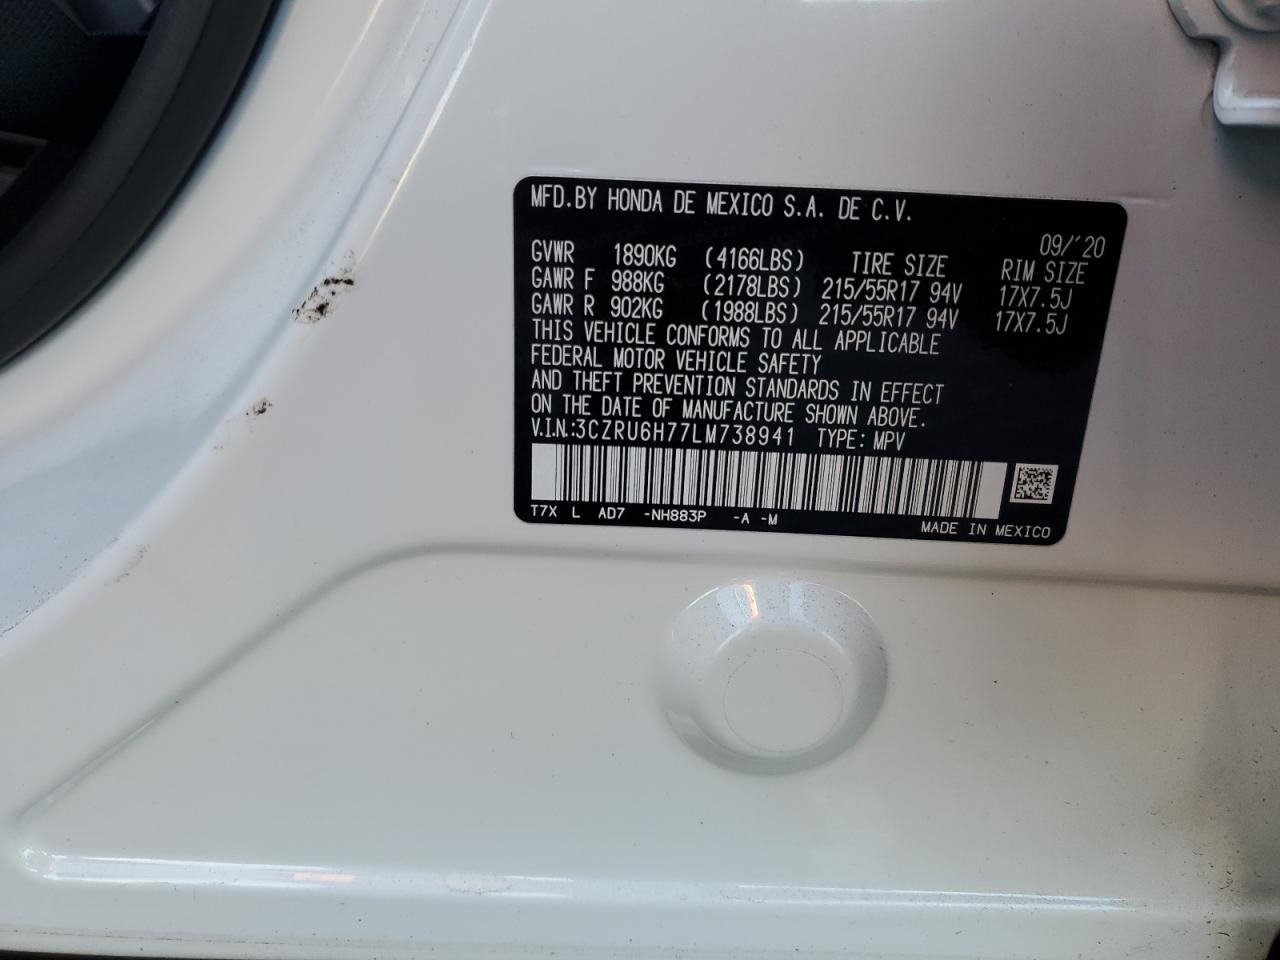 MFD.BY HONDA DE MEXICO S.A. DE C.V.
09/'20
GVWR 1890KG (4166LBS) TIRE SIZE RIM SIZE
GAWR F 988KG (2178LBS) 215/55R17 94V 17X7.5J
GAWR R 902KG (1988LBS) 215/55R17 94V 17X7.5J
THIS VEHICLE CONFORMS TO ALL APPLICABLE
FEDERAL MOTOR VEHICLE SAFETY
AND THEFT PREVENTION STANDARDS IN EFFECT
ON THE DATE OF MANUFACTURE SHOWN ABOVE.
V.I.N.:3CZRU6H77LM738941 TYPE: MPV
T7X L AD7 -NH883P -A -M
MADE IN MEXICO